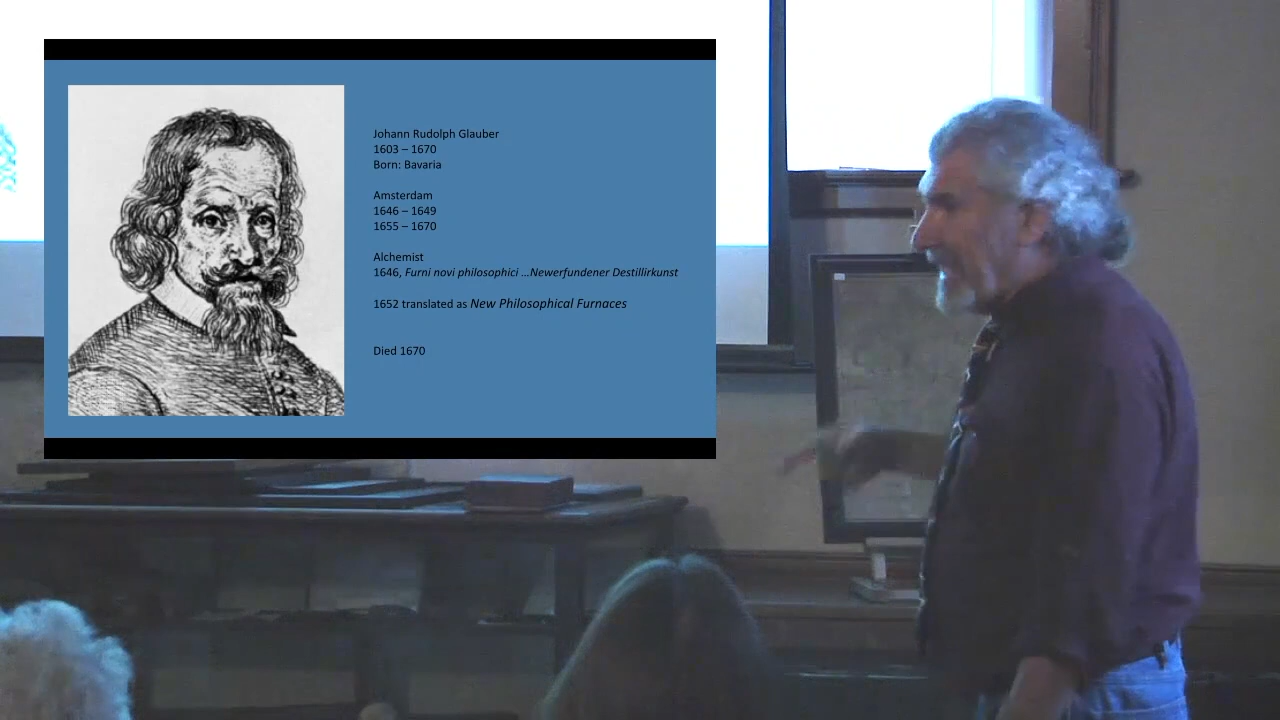 Johann Rudolph Glauber
1603 – 1670
Born: Bavaria
Amsterdam
1646 – 1649
1655 – 1670
Alchemist
1646, Furni novi philosophici ...Newerfundener Destillirkunst
1652 translated as New Philosophical Furnaces
Died 1670